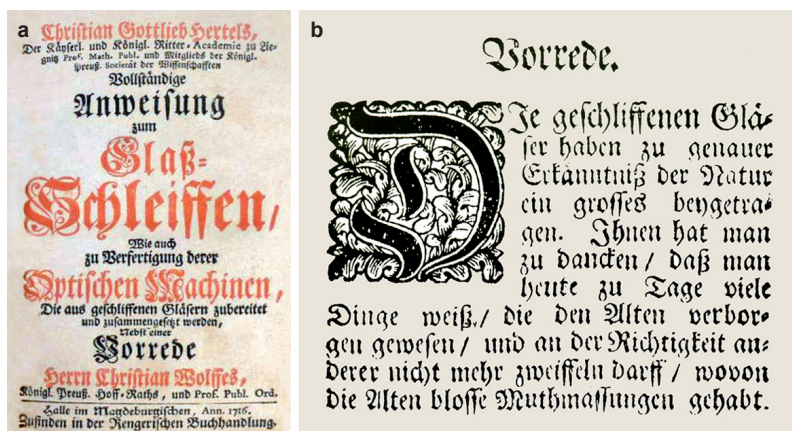 a
Christian Gottlieb Hertels,
Der Käyserl. und Königl. Ritter-Academie zu Lie-
gnitz Prof. Math. Publ. und Mitglieds der Königl.
Preuß. Societät der Wissenschafften
Vollständige
Anweisung
zum
Glaß-
Schleiffen/
Wie auch
zu Verfertigung derer
Optischen Machinen,
Die aus geschliffenen Gläsern zubereitet
und zusammengesetzt werden,
Nebst einer
Vorrede
Herrn Christian Wolffes,
Königl. Preuß. Hoff-Raths, und Prof. Publ. Ord.
Halle im Magdeburgischen, Ann. 1716.
Zufinden in der Rengerischen Buchhandlung.
b
Vorrede.
DIe geschliffenen Glä-
ser haben zu genauer
Erkänntniß der Natur
ein grosses beygetra-
gen. Ihnen hat man
zu dancken / daß man
heute zu Tage viele
Dinge weiß / die den Alten verbor-
gen gewesen / und an der Richtigkeit an-
derer nicht mehr zweiffeln darff / wovon
die Alten blosse Muthmassungen gehabt.